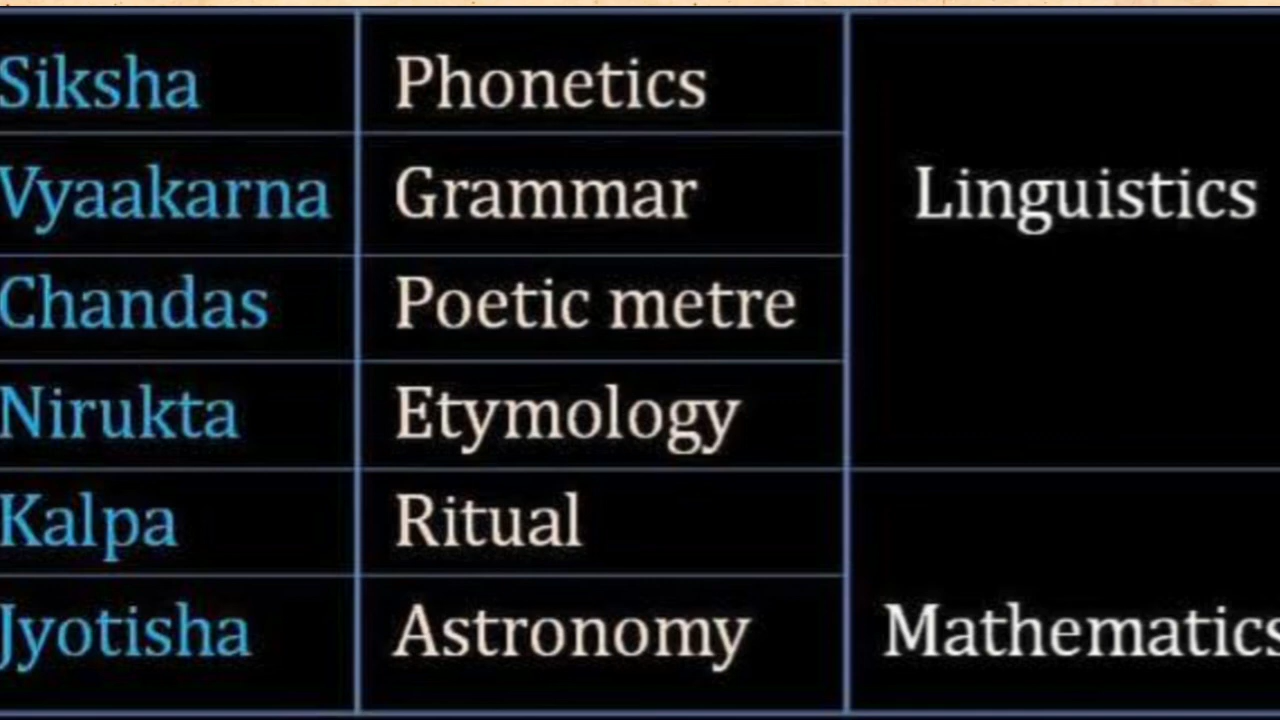 Siksha Phonetics
Vyaakarna Grammar Linguistics
Chandas Poetic metre
Nirukta Etymology
Kalpa Ritual
Jyotisha Astronomy Mathematics